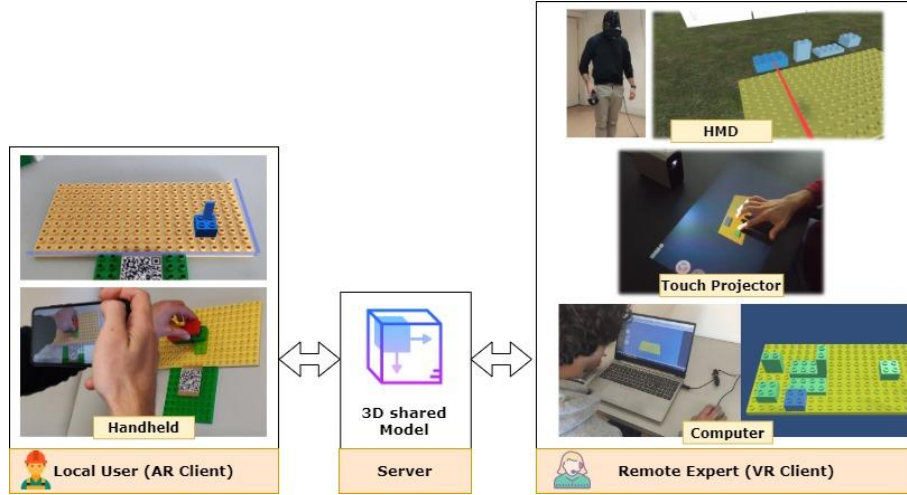 HMD
Touch Projector
Handheld
3D shared
Model
Computer
Local User (AR Client)
Server
Remote Expert (VR Client)